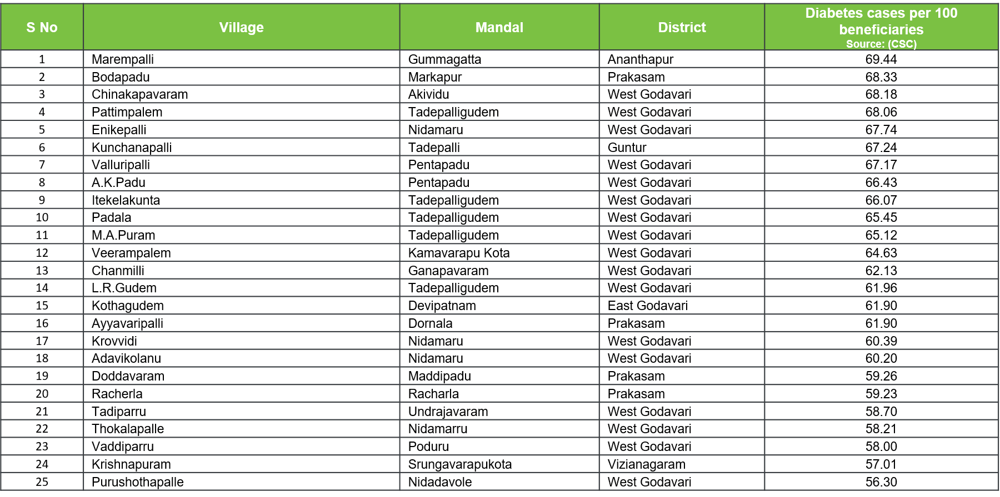 S No Village Mandal District Diabetes cases per 100
beneficiaries
Source: (CSC)
1 Marempalli Gummagatta Ananthapur 69.44
2 Bodapadu Markapur Prakasam 68.33
3 Chinakapavaram Akividu West Godavari 68.18
4 Pattimpalem Tadepalligudem West Godavari 68.06
5 Enikepalli Nidamaru West Godavari 67.74
6 Kunchanapalli Tadepalli Guntur 67.24
7 Valluripalli Pentapadu West Godavari 67.17
8 A.K.Padu Pentapadu West Godavari 66.43
9 Itekelakunta Tadepalligudem West Godavari 66.07
10 Padala Tadepalligudem West Godavari 65.45
11 M.A.Puram Tadepalligudem West Godavari 65.12
12 Veerampalem Kamavarapu Kota West Godavari 64.63
13 Chanmilli Ganapavaram West Godavari 62.13
14 L.R.Gudem Tadepalligudem West Godavari 61.96
15 Kothagudem Devipatnam East Godavari 61.90
16 Ayyavaripalli Dornala Prakasam 61.90
17 Krovvidi Nidamaru West Godavari 60.39
18 Adavikolanu Nidamaru West Godavari 60.20
19 Doddavaram Maddipadu Prakasam 59.26
20 Racherla Racharla Prakasam 59.23
21 Tadiparru Undrajavaram West Godavari 58.70
22 Thokalapalle Nidamarru West Godavari 58.21
23 Vaddiparru Poduru West Godavari 58.00
24 Krishnapuram Srungavarapukota Vizianagaram 57.01
25 Purushothapalle Nidadavole West Godavari 56.30